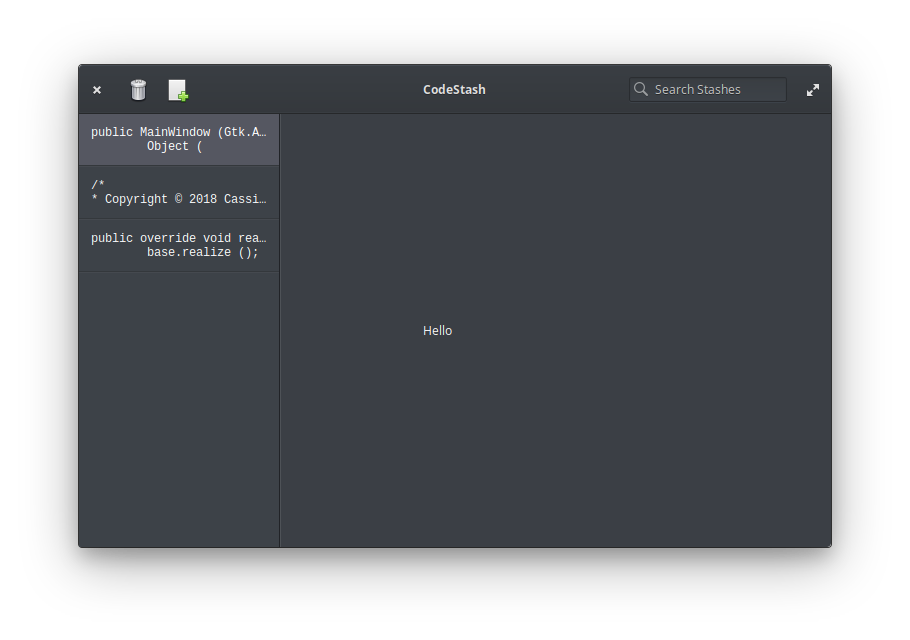 CodeStash
Search Stashes
public MainWindow (Gtk.A…
Object (
/*
* Copyright © 2018 Cassi…
public override void rea…
base.realize ();
Hello